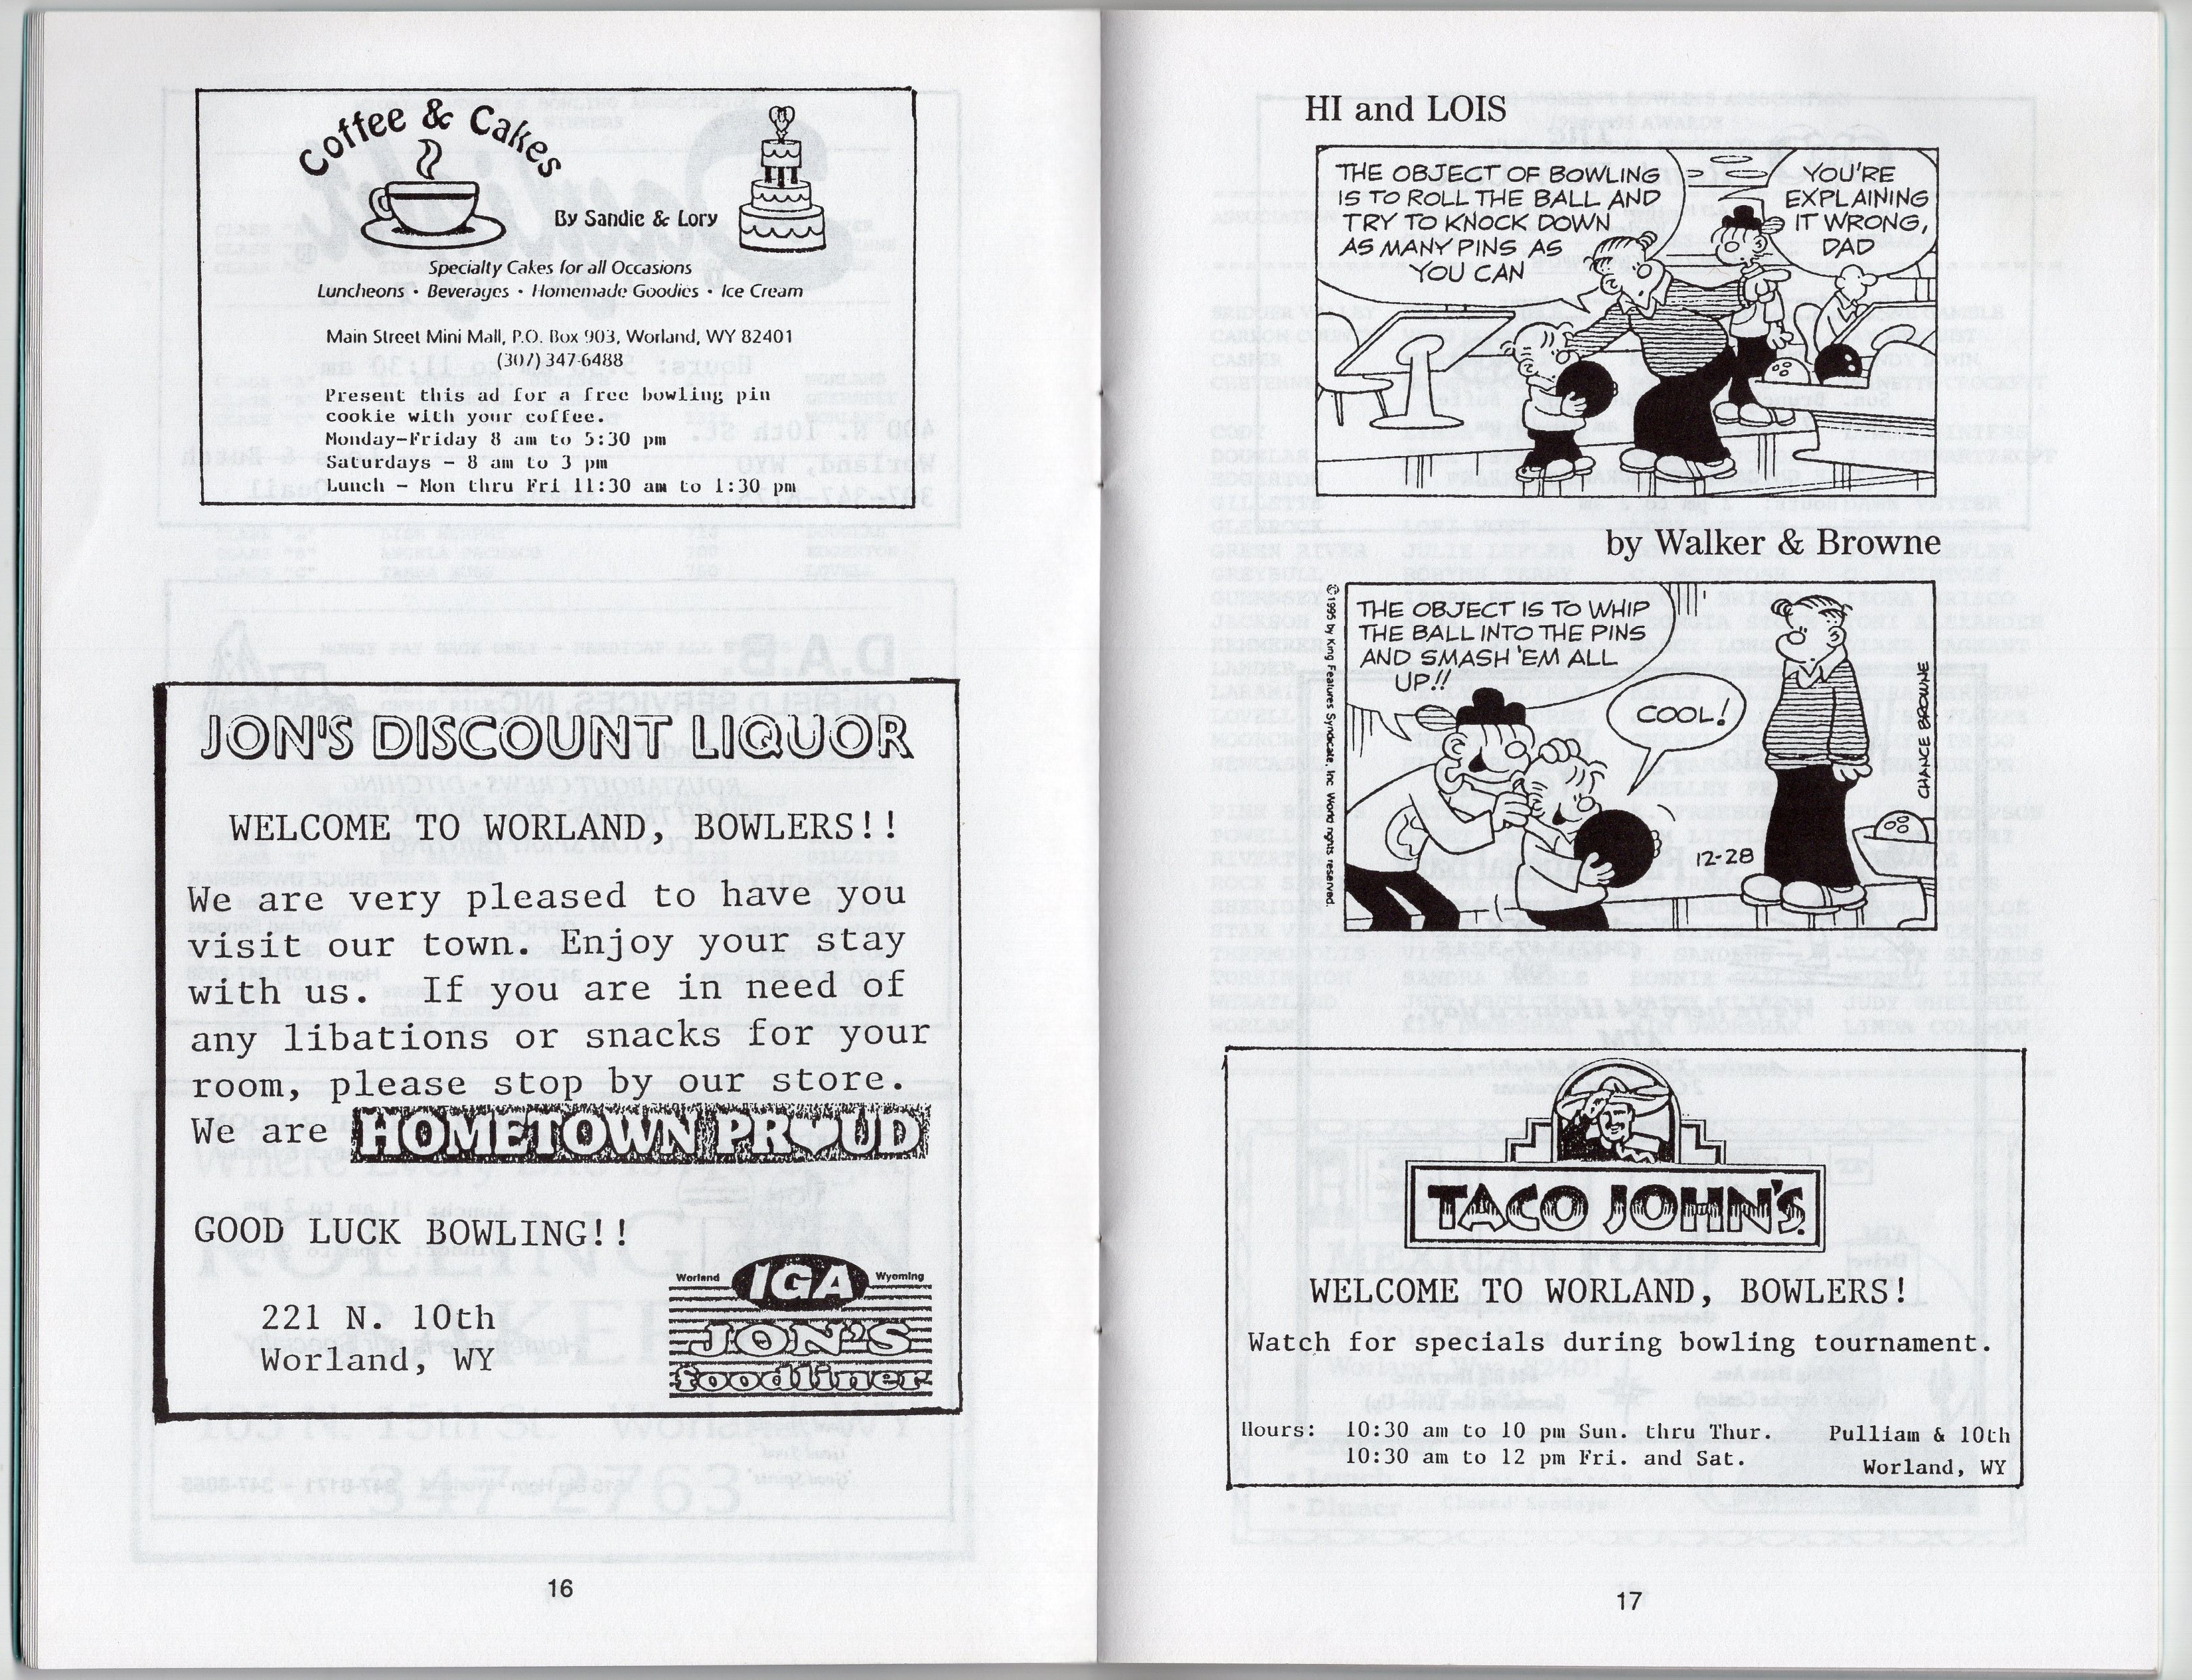 Coffee & Cakes
By Sandie & Lory
Specialty Cakes for all Occasions
Luncheons • Beverages • Homemade Goodies • Ice Cream
Main Street Mini Mall, P.O. Box 903, Worland, WY 82401
(307) 347-6488
Present this ad for a free bowling pin
cookie with your coffee.
Monday-Friday 8 am to 5:30 pm
Saturdays - 8 am to 3 pm
Lunch - Mon thru Fri 11:30 am to 1:30 pm
JON'S DISCOUNT LIQUOR
WELCOME TO WORLAND, BOWLERS!!
We are very pleased to have you
visit our town. Enjoy your stay
with us. If you are in need of
any libations or snacks for your
room, please stop by our store.
We are HOMETOWN PROUD
GOOD LUCK BOWLING!!
221 N. 10th
Worland, WY
Worland IGA Wyoming
JON'S
foodliner
16
HI and LOIS
THE OBJECT OF BOWLING
IS TO ROLL THE BALL AND
TRY TO KNOCK DOWN
AS MANY PINS AS
YOU CAN
YOU'RE
EXPLAINING
IT WRONG,
DAD
by Walker & Browne
©1995 by King Features Syndicate, Inc. World rights reserved.
THE OBJECT IS TO WHIP
THE BALL INTO THE PINS
AND SMASH 'EM ALL
UP!!
COOL!
12-28
CHANCE BROWNE
TACO JOHN'S
WELCOME TO WORLAND, BOWLERS!
Watch for specials during bowling tournament.
Hours: 10:30 am to 10 pm Sun. thru Thur.
10:30 am to 12 pm Fri. and Sat.
Pulliam & 10th
Worland, WY
17